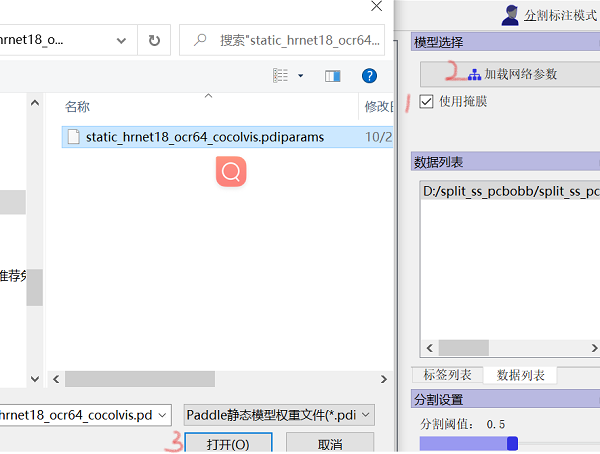 hrnet18_o...
搜索"static_hrnet18_ocr64...
名称
修改日
static_hrnet18_ocr64_cocolvis.pdiparams
10/2
推荐免
hrnet18_ocr64_cocolvis.pd
Paddle静态模型权重文件(*.pdi
3
打开(O)
取消
分割标注模式
模型选择
2
加载网络参数
1
使用掩膜
数据列表
D:/split_ss_pcbobb/split_ss_pc
标签列表
数据列表
分割设置
分割阈值: 0.5